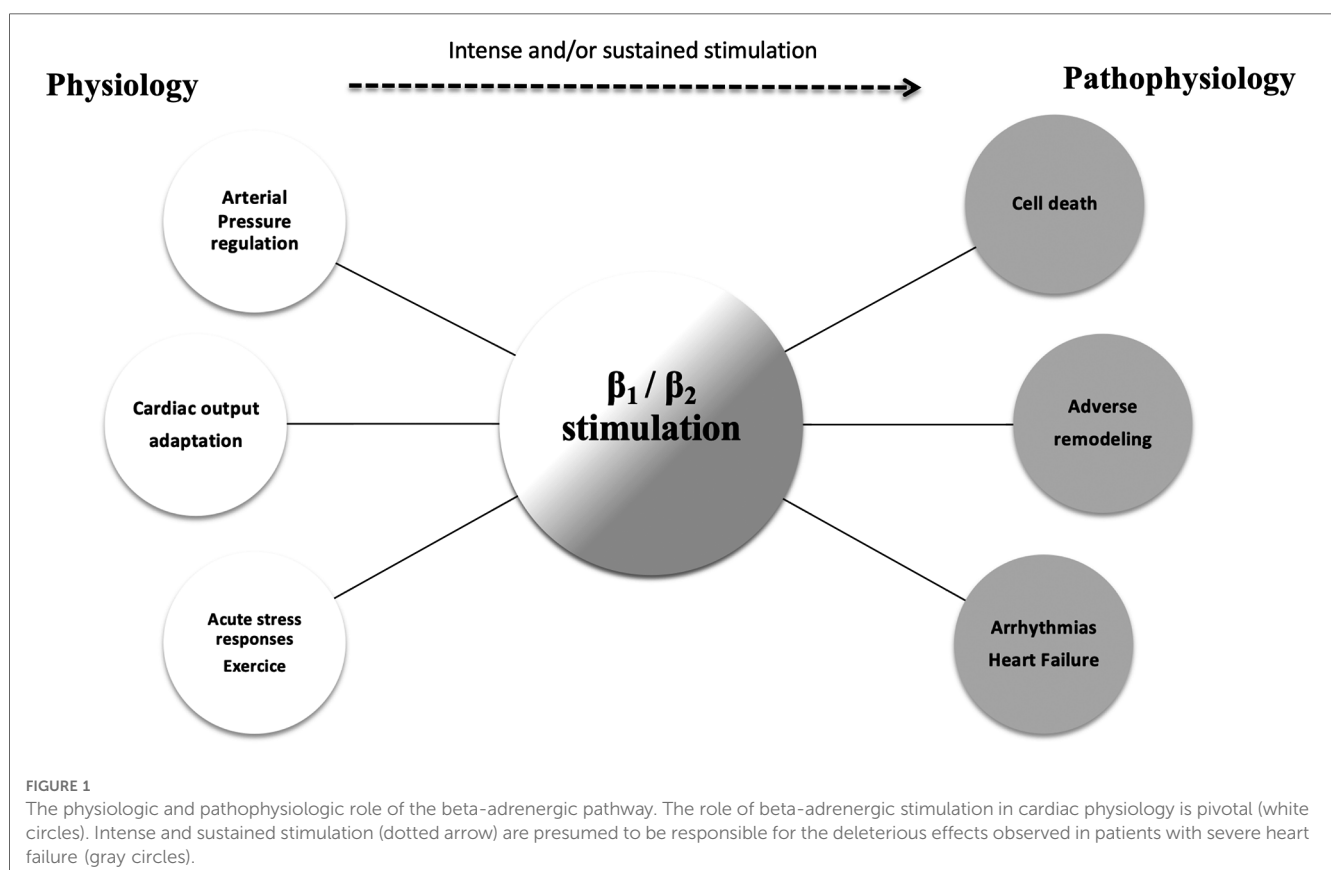 Intense and/or sustained stimulation
Physiology
Pathophysiology
Arterial
Pressure
regulation
Cell death
Cardiac output
adaptation
β₁ / β₂
stimulation
Adverse
remodeling
Acute stress
responses
Exercice
Arrhythmias
Heart Failure
FIGURE 1
The physiologic and pathophysiologic role of the beta-adrenergic pathway. The role of beta-adrenergic stimulation in cardiac physiology is pivotal (white
circles). Intense and sustained stimulation (dotted arrow) are presumed to be responsible for the deleterious effects observed in patients with severe heart
failure (gray circles).